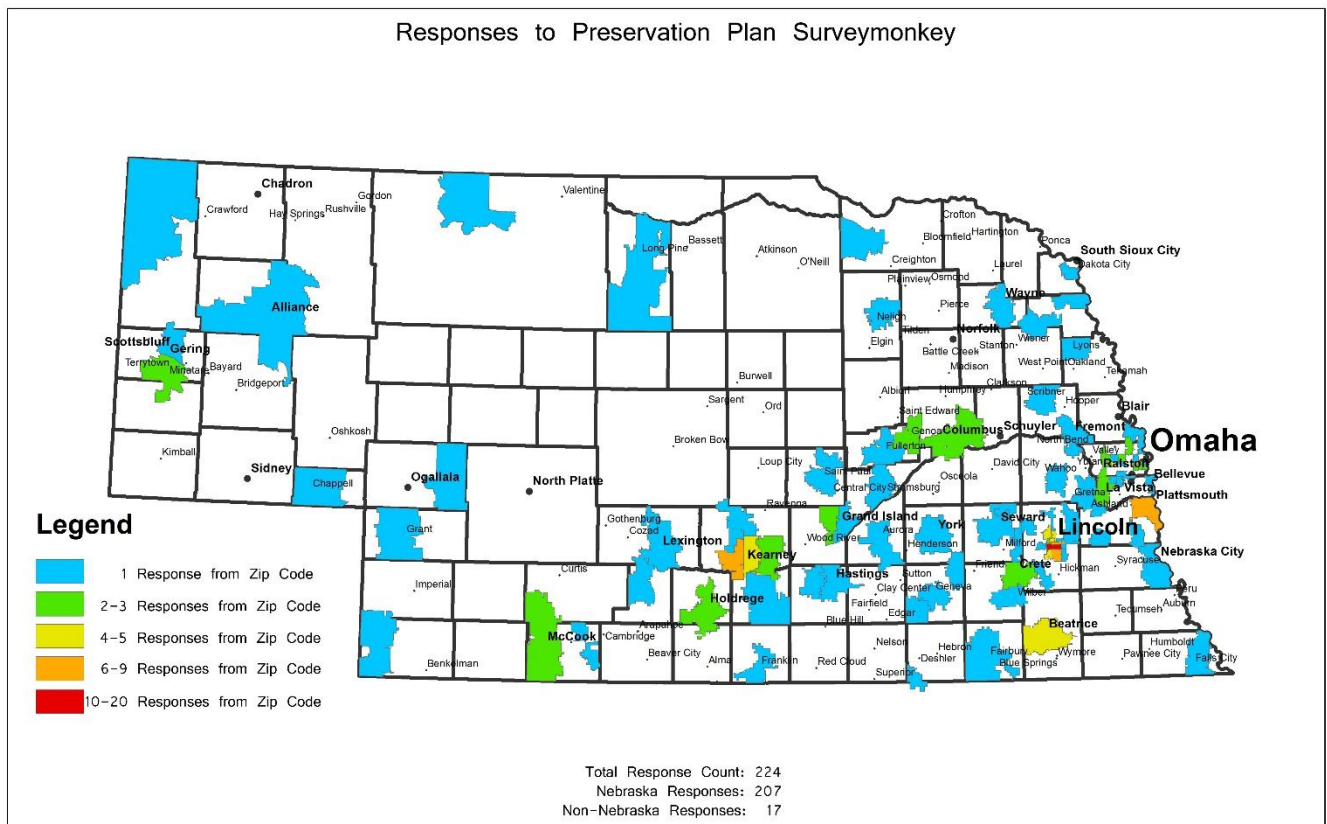 Responses to Preservation Plan Surveymonkey
Chadron
Crawford
Hay Springs
Rushville
Gordon
Valentine
Long Pine
Bassett
Atkinson
O'Neill
Crofton
Bloomfield
Hartington
Creighton
Laurel
Ponca
South Sioux City
Dakota City
Plainview
Osmond
Pierce
Wayne
Neligh
Tilden
Norfolk
Wisner
Elgin
Battle Creek
Stanton
Madison
West Point
Oakland
Lyons
Tekamah
Alliance
Scottsbluff
Gering
Terrytown
Minatare
Bayard
Bridgeport
Burwell
Sargent
Ord
Albion
Humphrey
Clarkson
Scribner
Hooper
Blair
Oshkosh
Kimball
Sidney
Chappell
Ogallala
North Platte
Broken Bow
Loup City
Saint Edward
Genoa
Columbus
Schuyler
Fullerton
North Bend
Fremont
Omaha
Valley
Yutan
Ralston
Bellevue
La Vista
Plattsmouth
Gretna
Ashland
Wahoo
David City
Osceola
Stromsburg
Central City
Saint Paul
Ravenna
Legend
Grant
Gothenburg
Cozad
Lexington
Kearney
Wood River
Grand Island
Aurora
York
Henderson
Seward
Milford
Lincoln
Hickman
Syracuse
Nebraska City
1 Response from Zip Code
2-3 Responses from Zip Code
4-5 Responses from Zip Code
6-9 Responses from Zip Code
10-20 Responses from Zip Code
Imperial
Curtis
Holdrege
Hastings
Sutton
Clay Center
Geneva
Friend
Crete
Wilber
Fairfield
Edgar
Blue Hill
Peru
Auburn
Tecumseh
Beatrice
McCook
Cambridge
Arapahoe
Benkelman
Beaver City
Alma
Franklin
Red Cloud
Nelson
Superior
Deshler
Hebron
Fairbury
Blue Springs
Wymore
Pawnee City
Humboldt
Falls City
Total Response Count: 224
Nebraska Responses: 207
Non-Nebraska Responses: 17